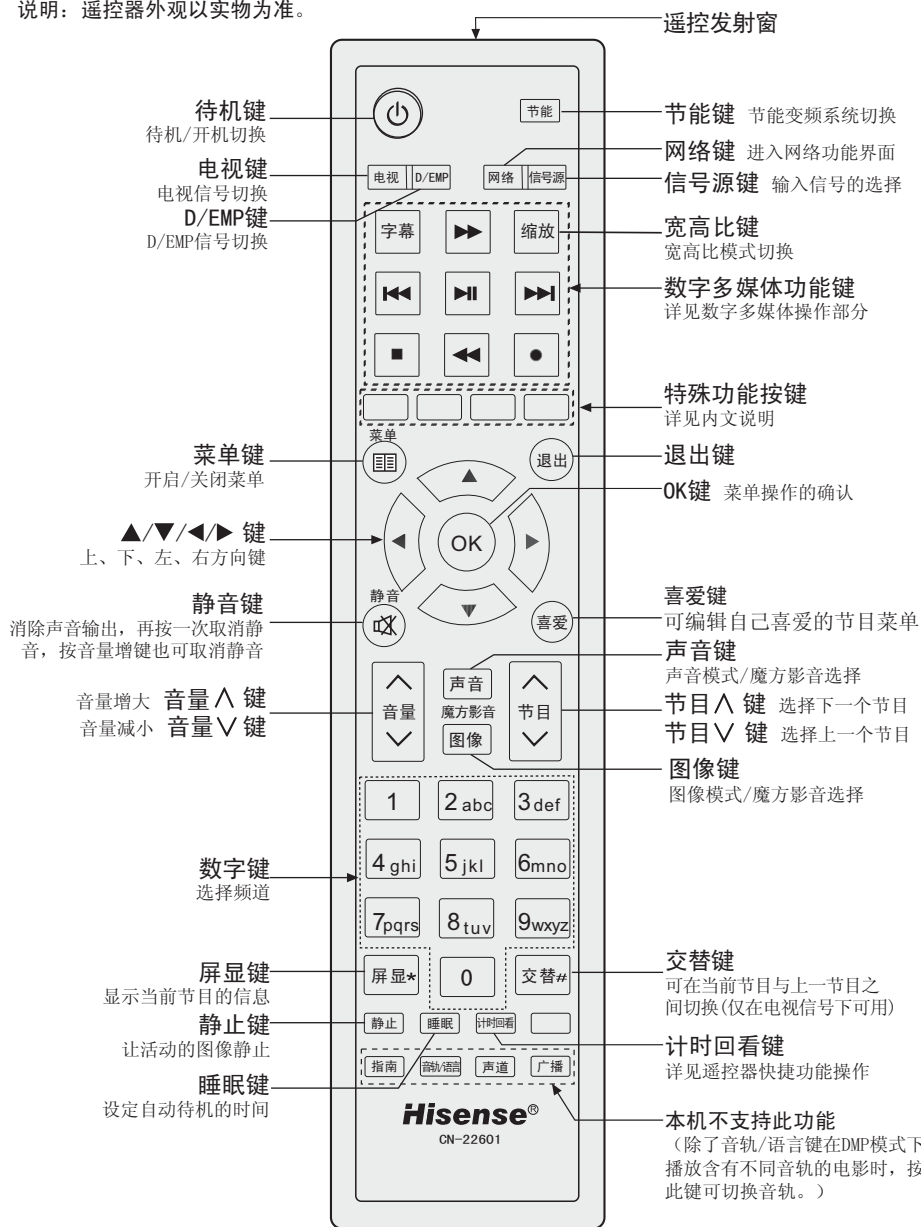 说明：遥控器外观以实物为准。
遥控发射窗
待机键
待机/开机切换
电视键
电视信号切换
D/EMP键
D/EMP信号切换
菜单键
开启/关闭菜单
▲/▼/◀/▶ 键
上、下、左、右方向键
静音键
消除声音输出，再按一次取消静
音，按音量增键也可取消静音
音量增大 音量∧键
音量减小 音量∨键
数字键
选择频道
屏显键
显示当前节目的信息
静止键
让活动的图像静止
睡眠键
设定自动待机的时间
节能
电视 D/EMP 网络 信号源
字幕 ▶▶ 缩放
菜单
退出
OK
静音
喜爱
声音
音量 魔方影音 节目
图像
1 2abc 3def
4ghi 5jkl 6mno
7pqrs 8tuv 9wxyz
屏显* 0 交替#
静止 睡眠 计时回看
指南 音轨/语言 声道 广播
Hisense®
CN-22601
节能键 节能变频系统切换
网络键 进入网络功能界面
信号源键 输入信号的选择
宽高比键
宽高比模式切换
数字多媒体功能键
详见数字多媒体操作部分
特殊功能按键
详见内文说明
退出键
OK键 菜单操作的确认
喜爱键
可编辑自己喜爱的节目菜单
声音键
声音模式/魔方影音选择
节目∧ 键 选择下一个节目
节目∨ 键 选择上一个节目
图像键
图像模式/魔方影音选择
交替键
可在当前节目与上一节目之
间切换(仅在电视信号下可用)
计时回看键
详见遥控器快捷功能操作
本机不支持此功能
（除了音轨/语言键在DMP模式下
播放含有不同音轨的电影时，按
此键可切换音轨。）